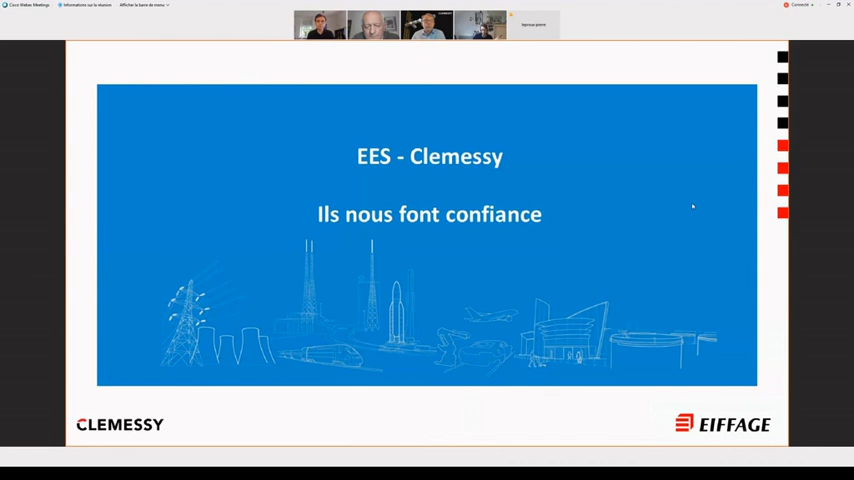 Cisco Webex Meetings
Informations sur la réunion
Afficher la barre de menu
Connecté
EES - Clemessy
Ils nous font confiance
CLEMESSY
EIFFAGE